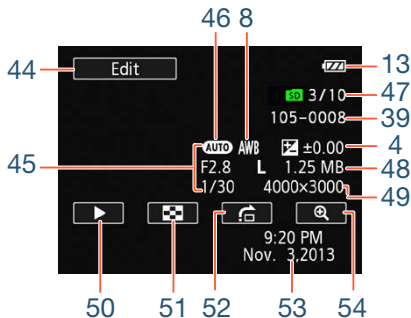 46 8
44 Edit 13
SD 3/10 47
105-0008 39
AUTO AWB ±0.00 4
45 F2.8 L 1.25 MB 48
1/30 4000×3000 49
9:20 PM
Nov. 3,2013
50 51 52 53 54